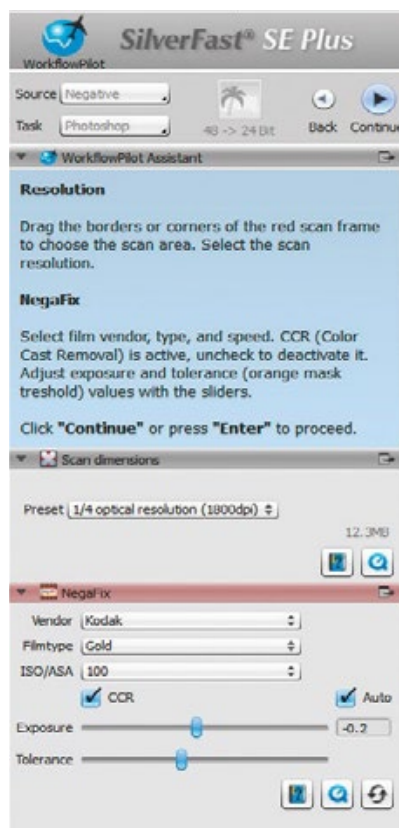 SilverFast® SE Plus
WorkflowPilot
Source Negative
Task Photoshop
48 -> 24 Bit
Back Continue
WorkflowPilot Assistant
Resolution
Drag the borders or corners of the red scan frame
to choose the scan area. Select the scan
resolution.
NegaFix
Select film vendor, type, and speed. CCR (Color
Cast Removal) is active, uncheck to deactivate it.
Adjust exposure and tolerance (orange mask
treshold) values with the sliders.
Click "Continue" or press "Enter" to proceed.
Scan dimensions
Preset 1/4 optical resolution (1800dpi)
12.3MB
NegaFix
Vendor Kodak
Filmtype Gold
ISO/ASA 100
CCR Auto
Exposure -0.2
Tolerance